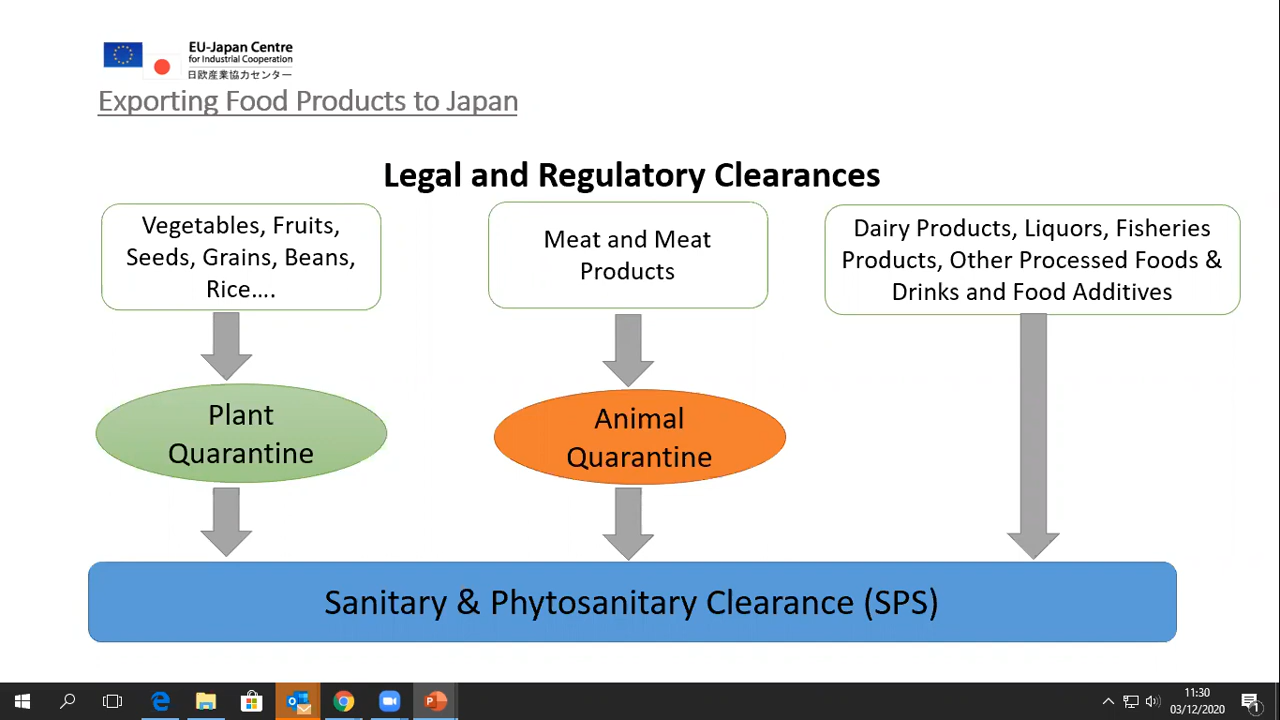 EU-Japan Centre
for Industrial Cooperation
日欧産業協力センター
Exporting Food Products to Japan
Legal and Regulatory Clearances
Vegetables, Fruits,
Seeds, Grains, Beans,
Rice....
Meat and Meat
Products
Dairy Products, Liquors, Fisheries
Products, Other Processed Foods &
Drinks and Food Additives
Plant
Quarantine
Animal
Quarantine
Sanitary & Phytosanitary Clearance (SPS)
11:30
03/12/2020
1